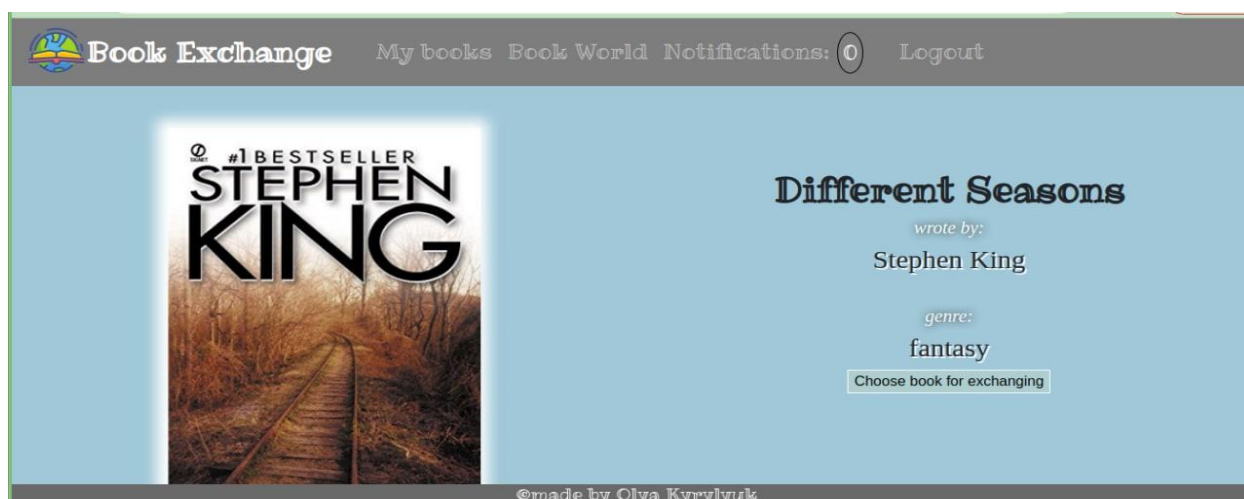 Book Exchange My books Book World Notifications: 0 Logout
SIGNET
#1 BESTSELLER
STEPHEN
KING
Different Seasons
wrote by:
Stephen King
genre:
fantasy
Choose book for exchanging
©made by Olya Kyrylyuk